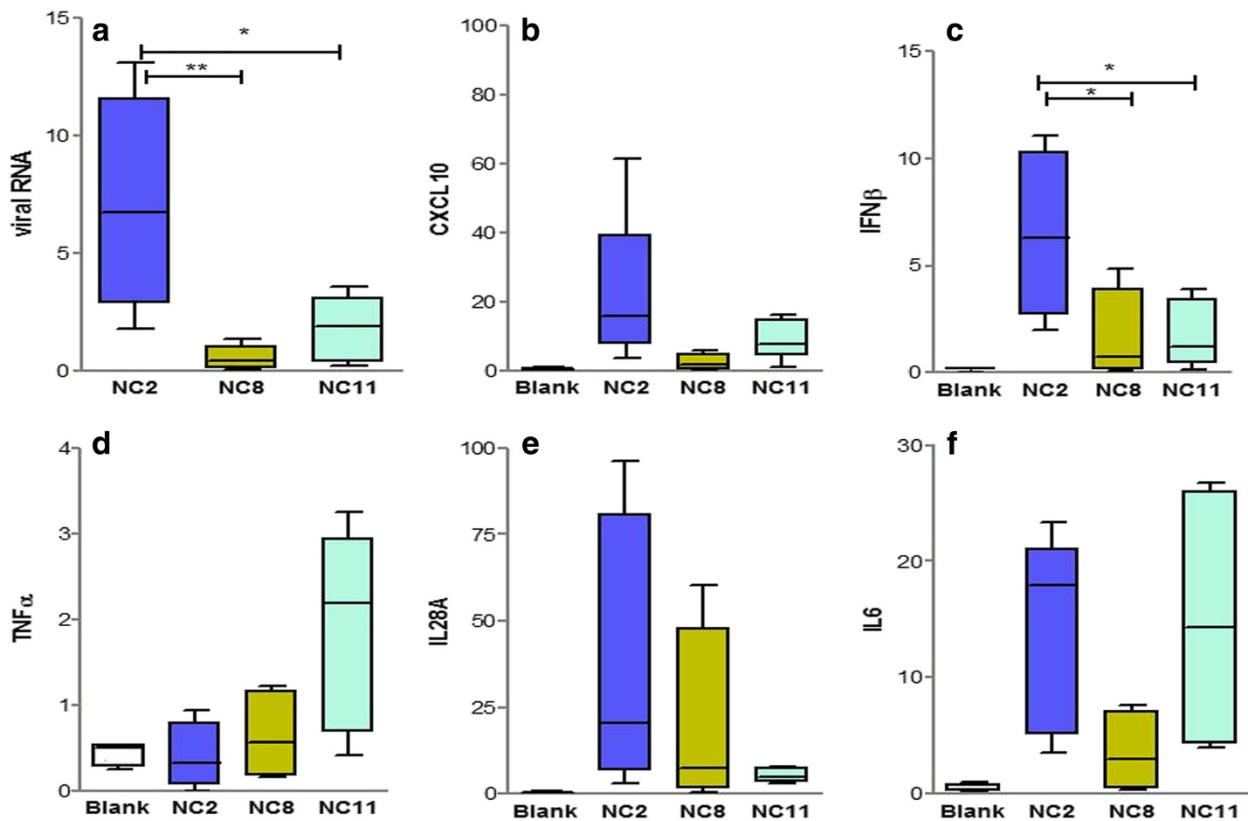 a
15
10
5
0
viral RNA
*
**
NC2 NC8 NC11
b
100
80
60
40
20
0
CXCL10
Blank NC2 NC8 NC11
c
15
10
5
0
IFNβ
*
*
Blank NC2 NC8 NC11
d
4
3
2
1
0
TNFα
Blank NC2 NC8 NC11
e
100
75
50
25
0
IL28A
Blank NC2 NC8 NC11
f
30
20
10
0
IL6
Blank NC2 NC8 NC11